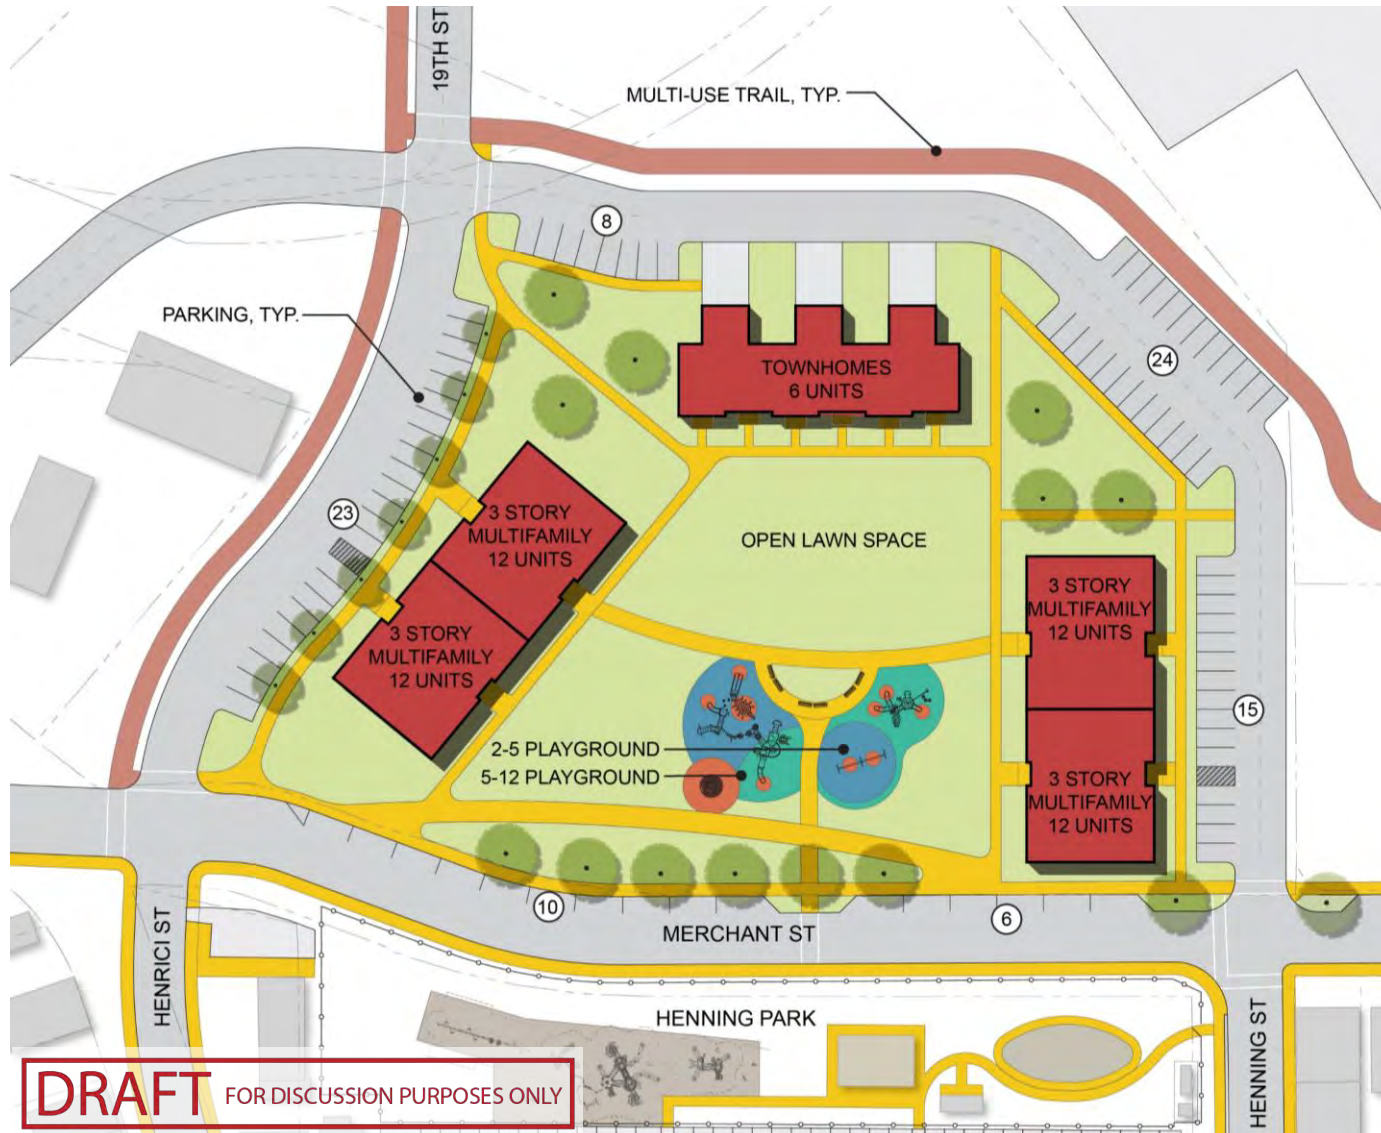 19TH ST
MULTI-USE TRAIL, TYP.
8
PARKING, TYP.
24
TOWNHOMES
6 UNITS
23
3 STORY
MULTIFAMILY
12 UNITS
OPEN LAWN SPACE
3 STORY
MULTIFAMILY
12 UNITS
3 STORY
MULTIFAMILY
12 UNITS
15
2-5 PLAYGROUND
5-12 PLAYGROUND
3 STORY
MULTIFAMILY
12 UNITS
10
6
MERCHANT ST
HENRICI ST
HENNING PARK
HENNING ST
DRAFT FOR DISCUSSION PURPOSES ONLY